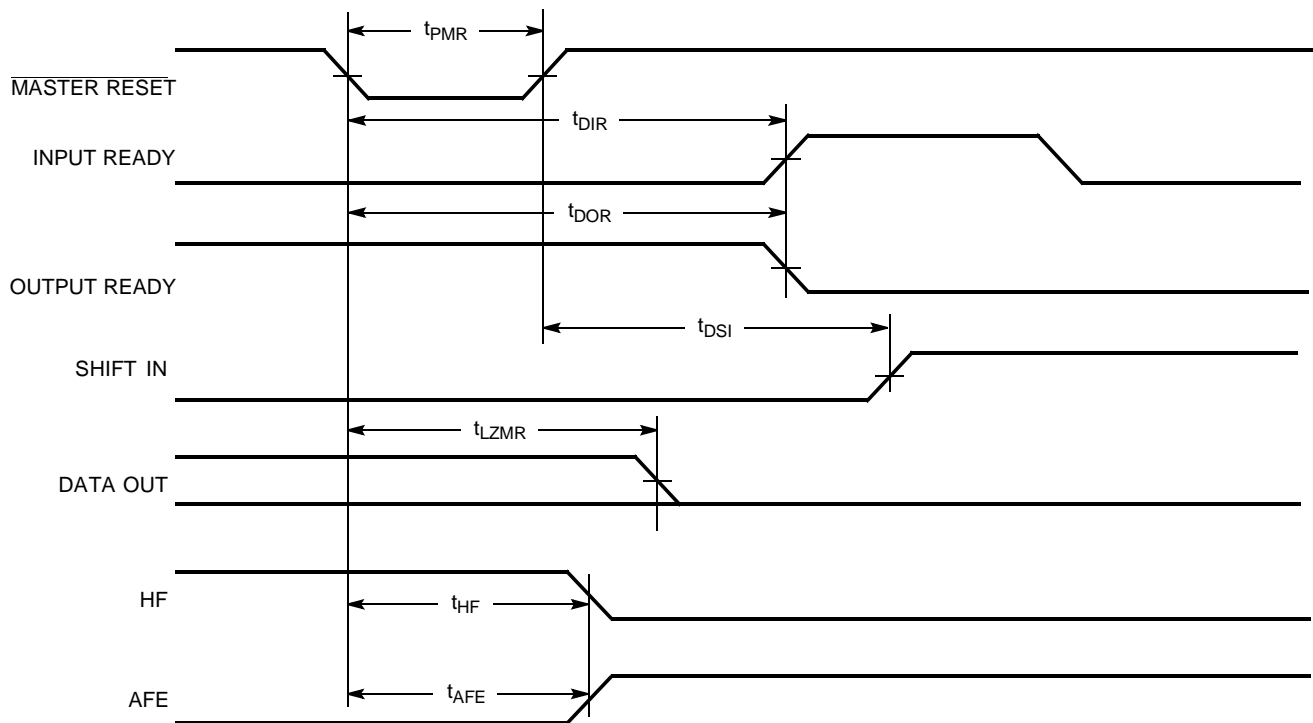 tPMR
MASTER RESET
tDIR
INPUT READY
tDOR
OUTPUT READY
tDSI
SHIFT IN
tLZMR
DATA OUT
HF
tHF
AFE
tAFE